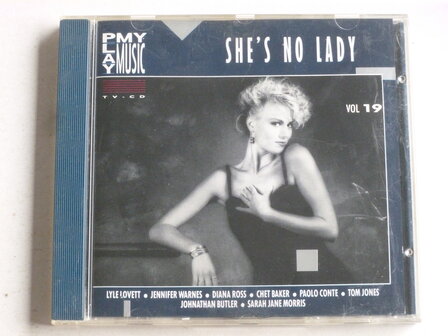 PLAY MY MUSIC
TV-CD
SHE'S NO LADY
VOL 19
LYLE LOVETT • JENNIFER WARNES • DIANA ROSS • CHET BAKER • PAOLO CONTE • TOM JONES
JOHNATHAN BUTLER • SARAH JANE MORRIS